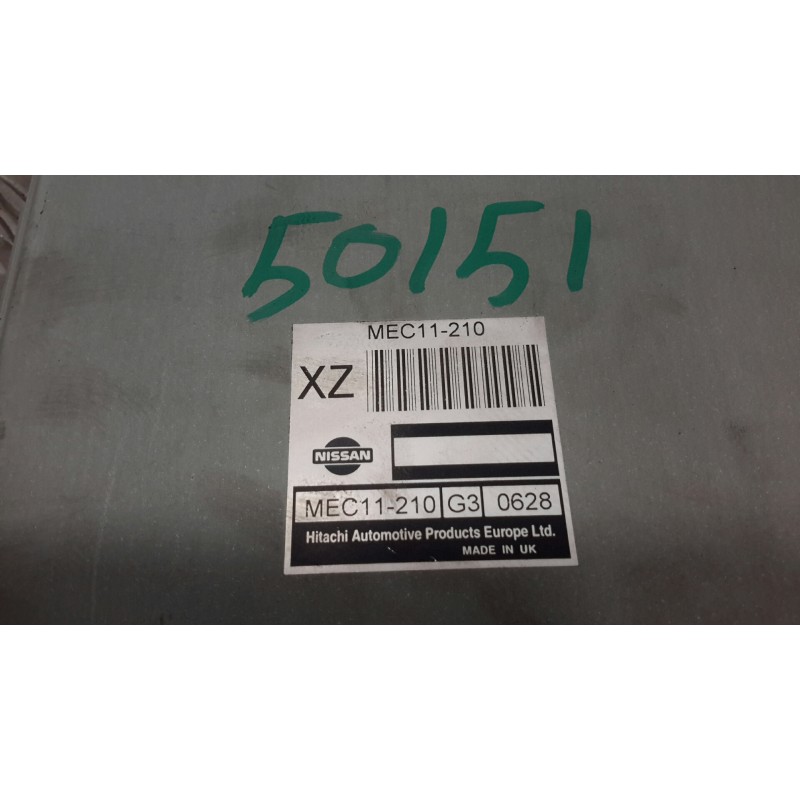 50151
MEC11-210
XZ
NISSAN
MEC11-210 G3 0628
Hitachi Automotive Products Europe Ltd.
MADE IN UK